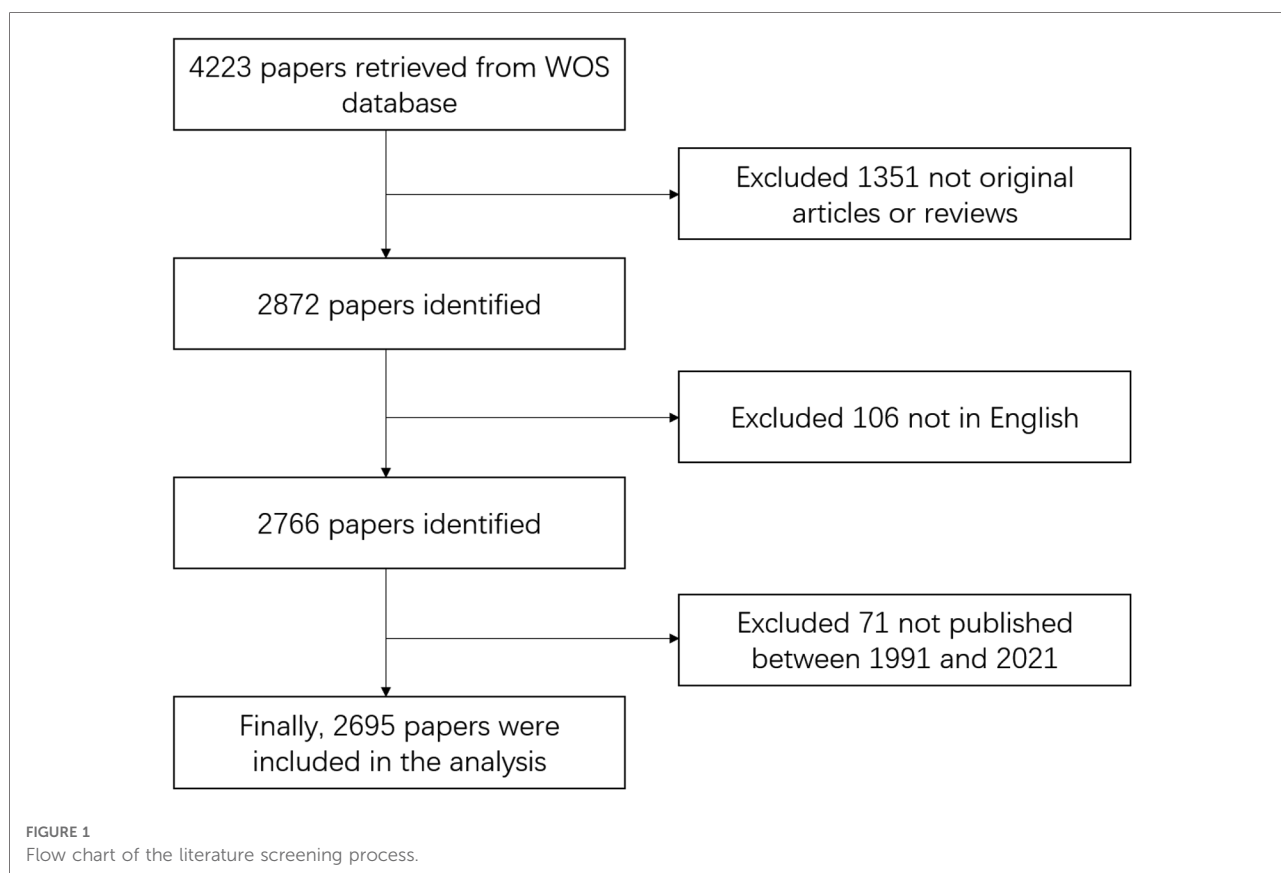 4223 papers retrieved from WOS
database
Excluded 1351 not original
articles or reviews
2872 papers identified
Excluded 106 not in English
2766 papers identified
Excluded 71 not published
between 1991 and 2021
Finally, 2695 papers were
included in the analysis
FIGURE 1
Flow chart of the literature screening process.